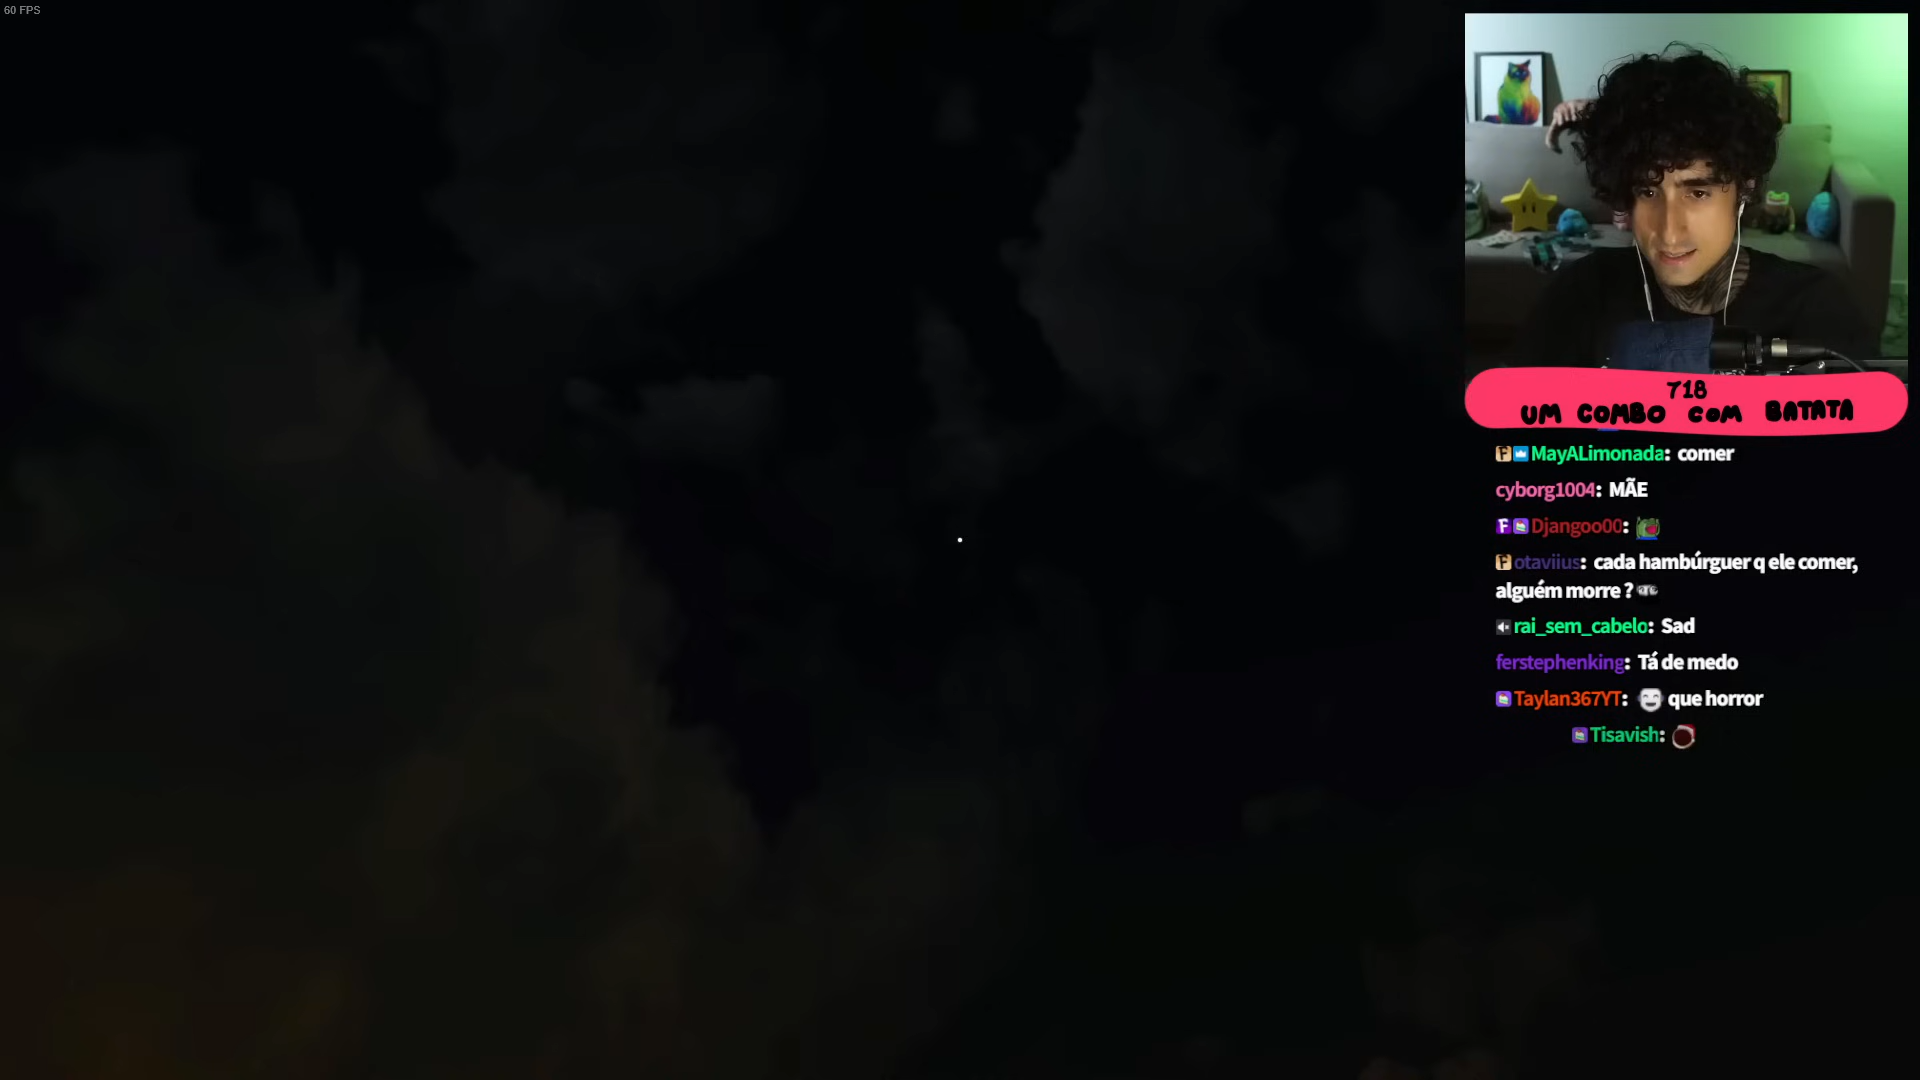 60 FPS
718
UM COMBO COM BATATA
MayALimonada: comer
cyborg1004: MÃE
Djangoo00:
otaviius: cada hambúrguer q ele comer,
alguém morre ?
rai_sem_cabelo: Sad
ferstephenking: Tá de medo
Taylan367YT: que horror
Tisavish: